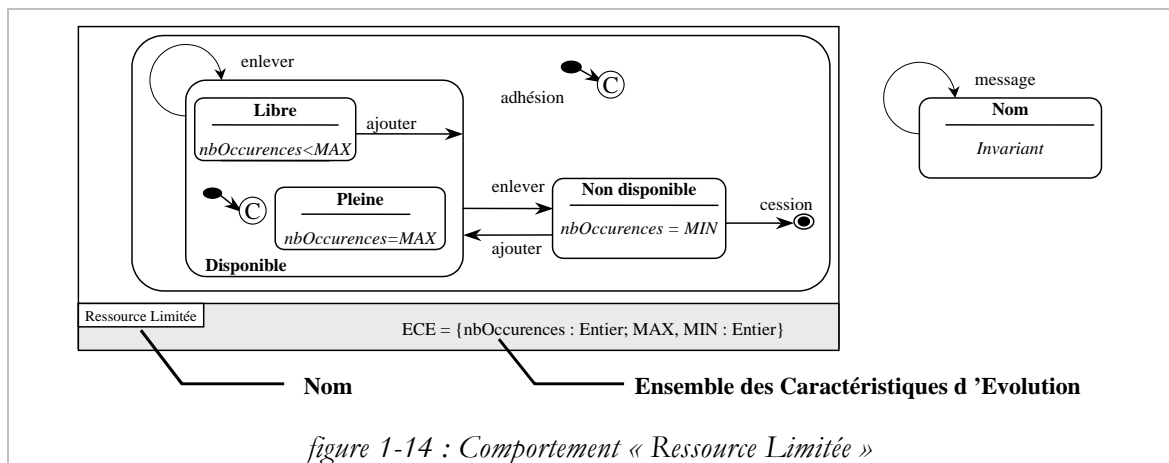 enlever
adhésion
C
message
Nom
Invariant
Libre
nbOccurences<MAX
ajouter
C
Pleine
nbOccurences=MAX
Disponible
enlever
ajouter
Non disponible
nbOccurences = MIN
cession
Ressource Limitée
ECE = {nbOccurences : Entier; MAX, MIN : Entier}
Nom
Ensemble des Caractéristiques d ’Evolution
figure 1-14 : Comportement « Ressource Limitée »